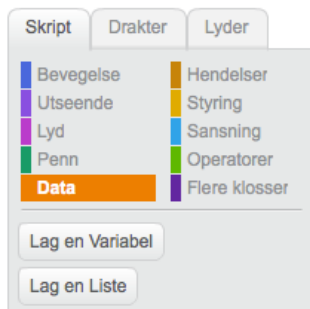 Skript Drakter Lyder
Bevegelse Hendelser
Utseende Styring
Lyd Sansning
Penn Operatorer
Data Flere klosser
Lag en Variabel
Lag en Liste